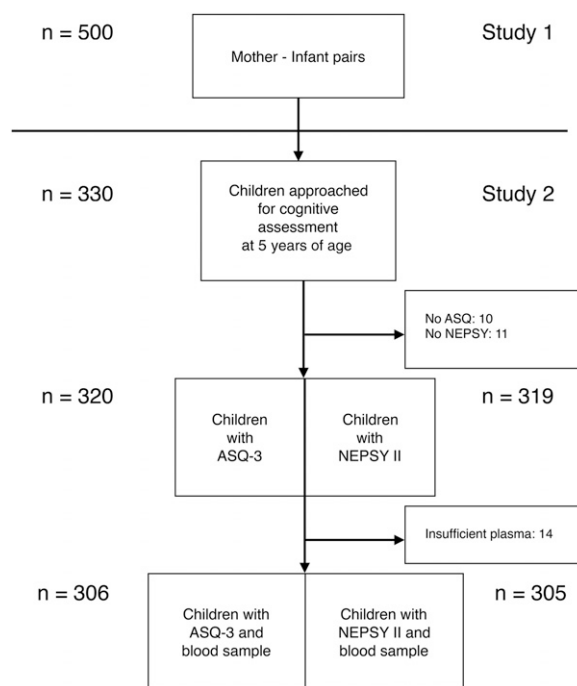 n = 500
Study 1
Mother - Infant pairs
n = 330
Study 2
Children approached
for cognitive
assessment
at 5 years of age
No ASQ: 10
No NEPSY: 11
n = 320
n = 319
Children
with
ASQ-3
Children
with
NEPSY II
Insufficient plasma: 14
n = 306
n = 305
Children with
ASQ-3 and
blood sample
Children with
NEPSY II and
blood sample